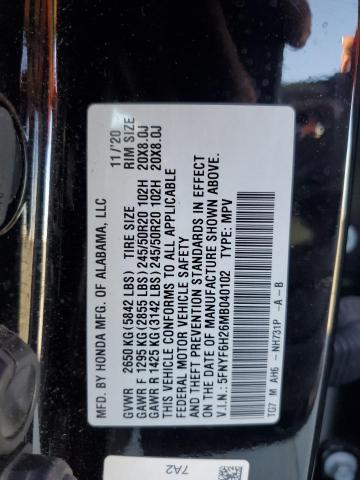 MFD. BY HONDA MFG. OF ALABAMA, LLC 11/'20
GVWR 2650 KG(5842 LBS) TIRE SIZE RIM SIZE
GAWR F 1295 KG(2855 LBS)245/50R20 102H 20X8.0J
GAWR R 1425 KG(3142 LBS)245/50R20 102H 20X8.0J
THIS VEHICLE CONFORMS TO ALL APPLICABLE
FEDERAL MOTOR VEHICLE SAFETY
AND THEFT PREVENTION STANDARDS IN EFFECT
ON THE DATE OF MANUFACTURE SHOWN ABOVE.
V.I.N.:5FNYF6H26MB040102 TYPE: MPV
TG7 M AH6 -NH731P -A -B
7A2